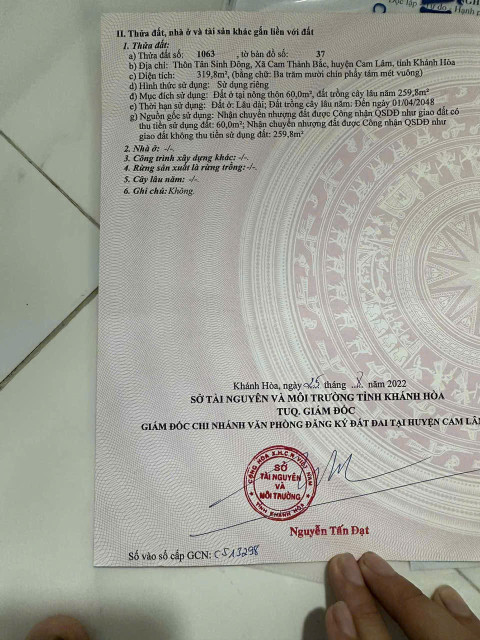 II. Thửa đất, nhà ở và tài sản khác gắn liền với đất
1. Thửa đất:
a) Thửa đất số: 1063 , tờ bản đồ số: 37
b) Địa chỉ: Thôn Tân Sinh Đông, Xã Cam Thành Bắc, huyện Cam Lâm, tỉnh Khánh Hòa
c) Diện tích: 319,8m², (bằng chữ: Ba trăm mười chín phẩy tám mét vuông)
d) Hình thức sử dụng: Sử dụng riêng
đ) Mục đích sử dụng: Đất ở tại nông thôn 60,0m², đất trồng cây lâu năm 259,8m²
e) Thời hạn sử dụng: Đất ở: Lâu dài; Đất trồng cây lâu năm: Đến ngày 01/04/2048
g) Nguồn gốc sử dụng: Nhận chuyển nhượng đất được Công nhận QSDĐ như giao đất có
thu tiền sử dụng đất: 60,0m²; Nhận chuyển nhượng đất được Công nhận QSDĐ như
giao đất không thu tiền sử dụng đất: 259,8m²
2. Nhà ở: -/-.
3. Công trình xây dựng khác: -/-.
4. Rừng sản xuất là rừng trồng: -/-.
5. Cây lâu năm: -/-.
6. Ghi chú: Không.
Khánh Hòa, ngày 25 tháng 8 năm 2022
SỞ TÀI NGUYÊN VÀ MÔI TRƯỜNG TỈNH KHÁNH HÒA
TUQ. GIÁM ĐỐC
GIÁM ĐỐC CHI NHÁNH VĂN PHÒNG ĐĂNG KÝ ĐẤT ĐAI TẠI HUYỆN CAM LÂM
CỘNG HÒA X.H.C.N VIỆT NAM
SỞ
TÀI NGUYÊN
VÀ
MÔI TRƯỜNG
TỈNH KHÁNH HÒA
Nguyễn Tấn Đạt
Số vào sổ cấp GCN: CS13298